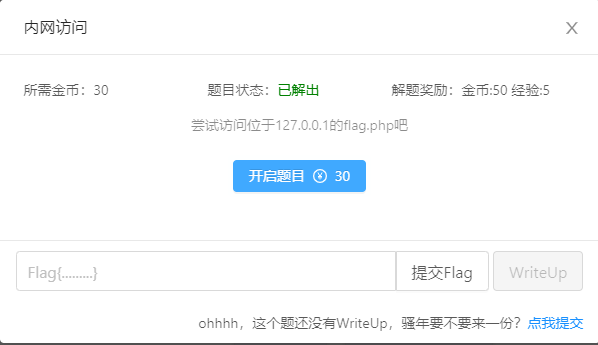 内网访问
所需金币：30 题目状态：已解出 解题奖励：金币:50 经验:5
尝试访问位于127.0.0.1的flag.php吧
开启题目 ¥ 30
Flag{.........} 提交Flag WriteUp
ohhhh，这个题还没有WriteUp，骚年要不要来一份？点我提交